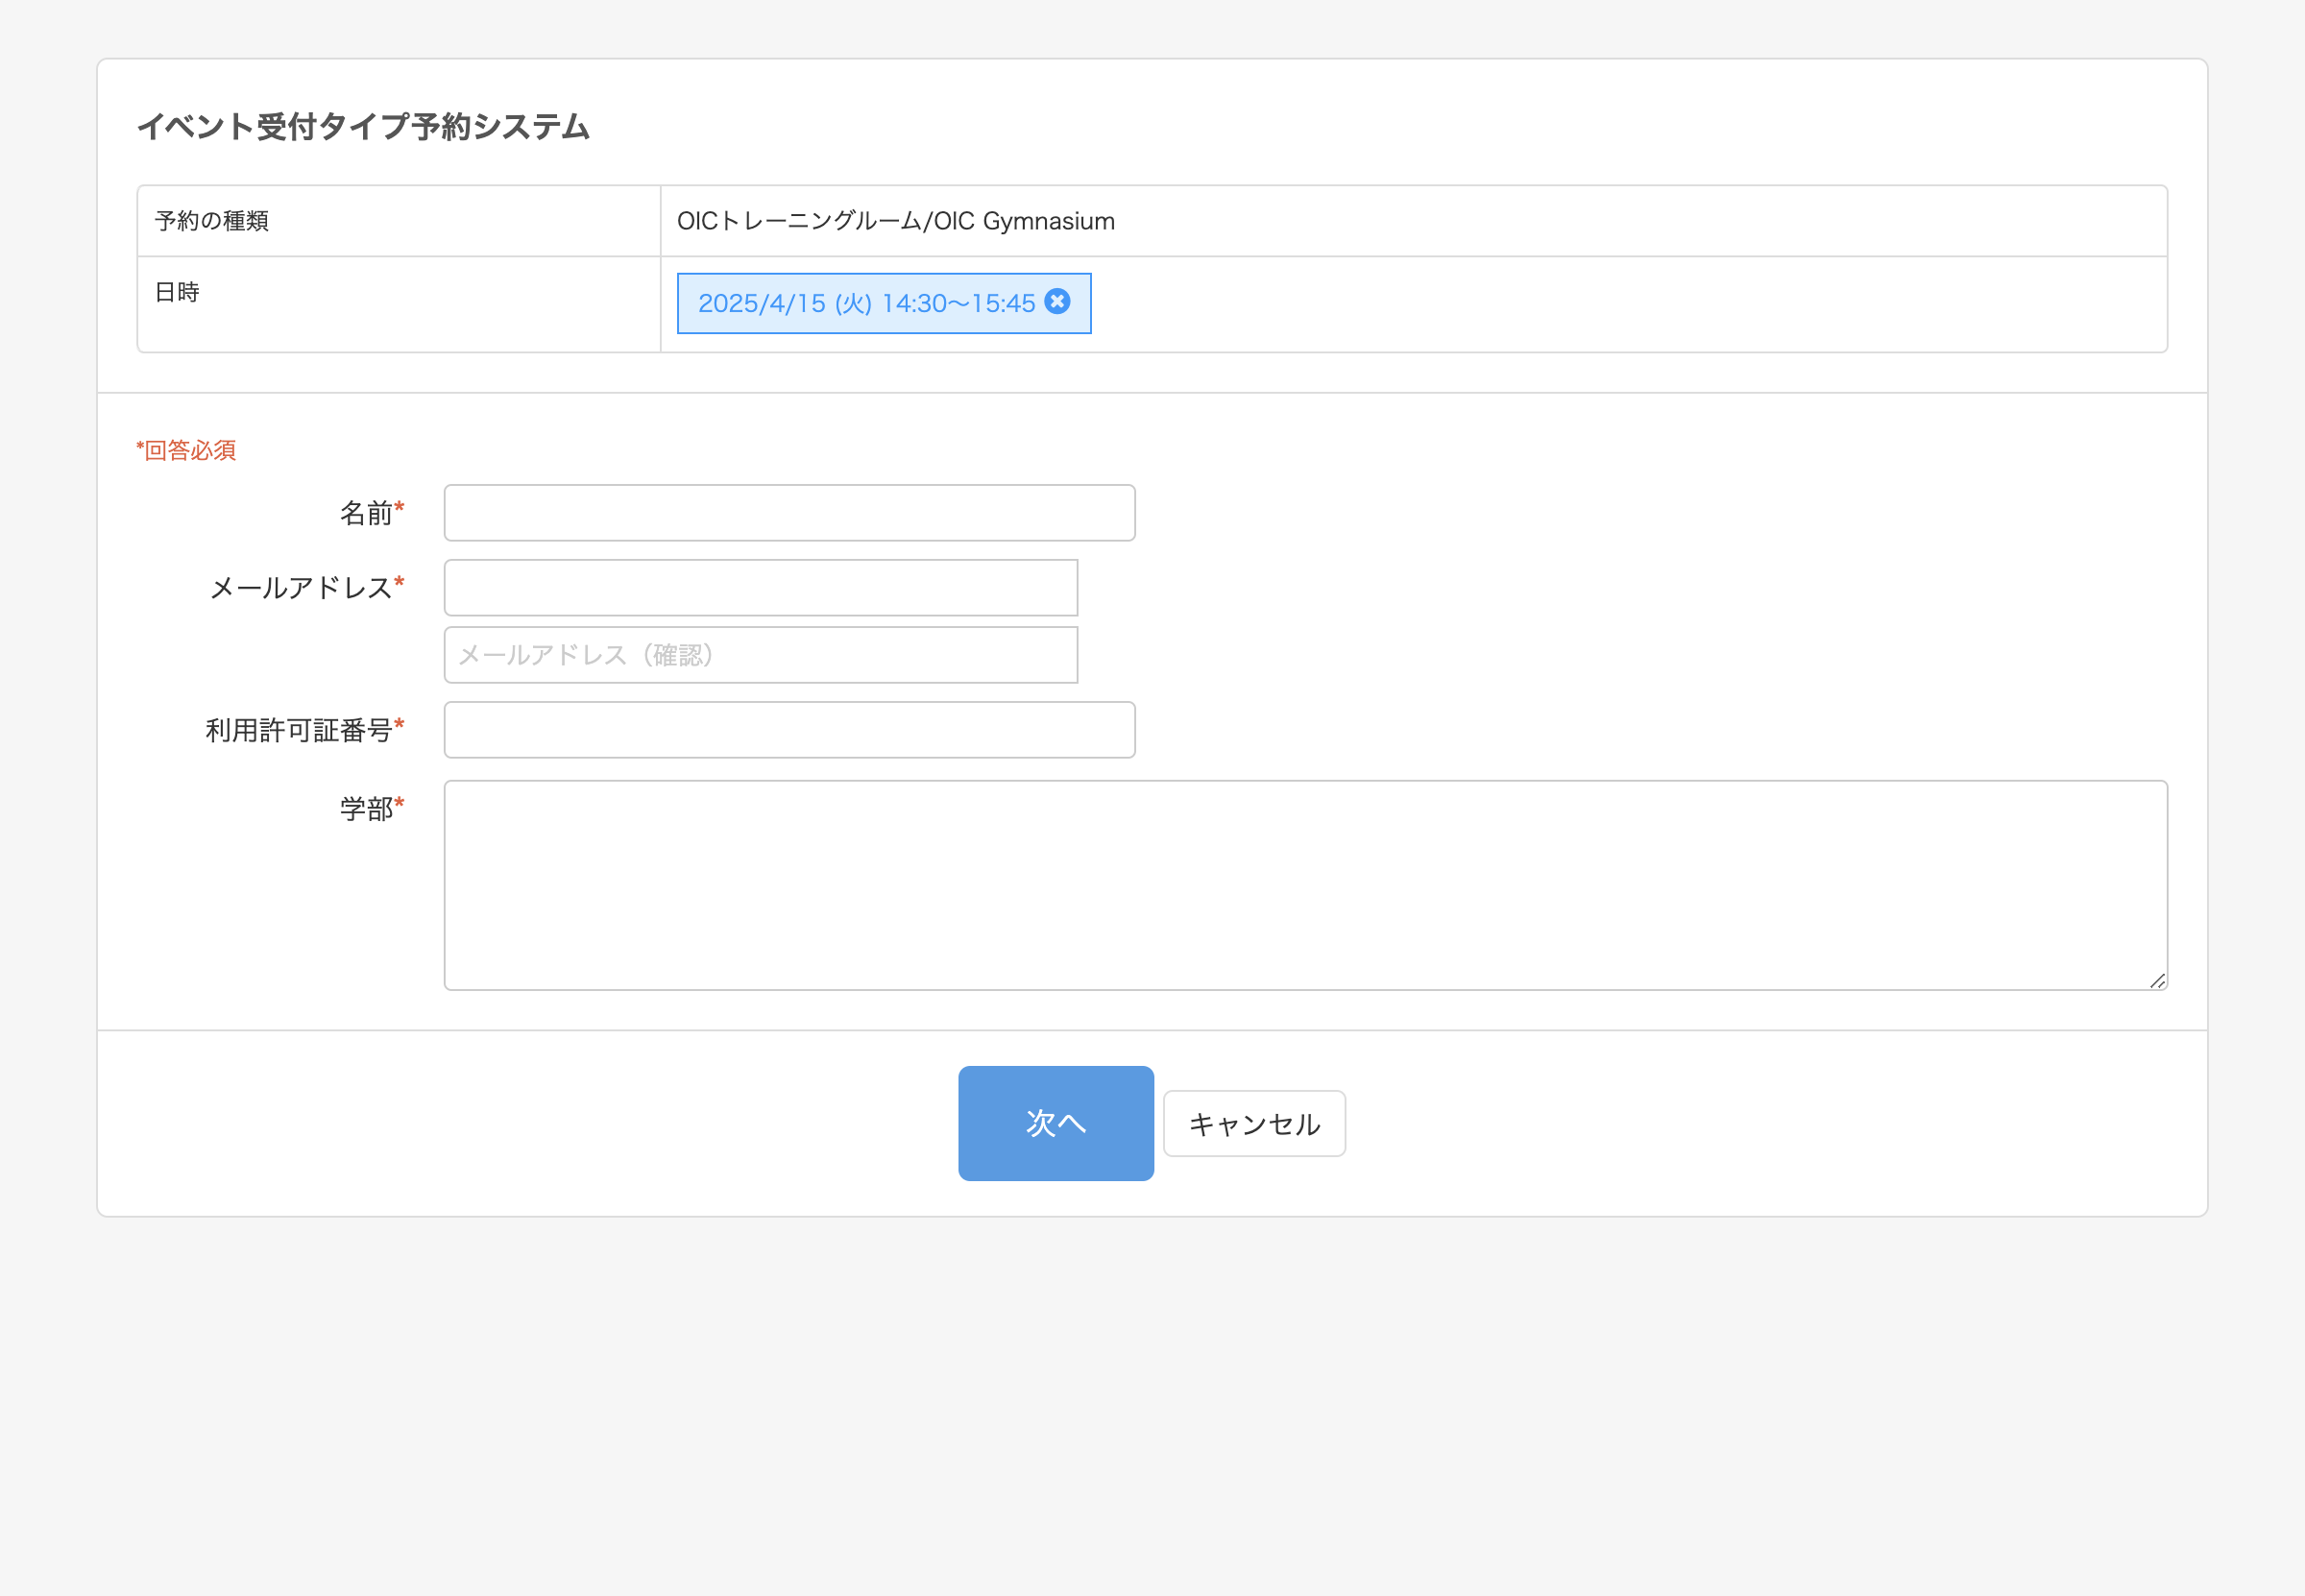 イベント受付タイプ予約システム
予約の種類 OICトレーニングルーム/OIC Gymnasium
日時 2025/4/15 (火) 14:30〜15:45
*回答必須
名前*
メールアドレス*
メールアドレス（確認）
利用許可証番号*
学部*
次へ キャンセル